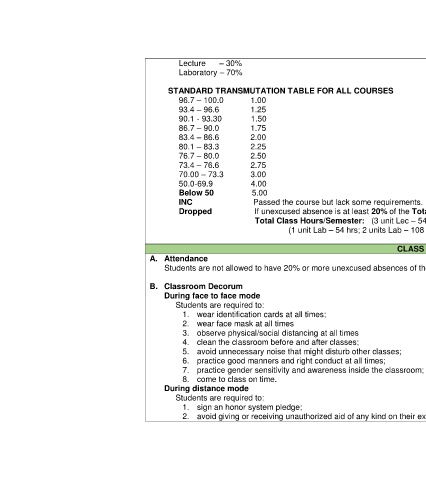 Lecture – 30%
Laboratory – 70%
STANDARD TRANSMUTATION TABLE FOR ALL COURSES
96.7 – 100.0 1.00
93.4 – 96.6 1.25
90.1 - 93.30 1.50
86.7 – 90.0 1.75
83.4 – 86.6 2.00
80.1 – 83.3 2.25
76.7 – 80.0 2.50
73.4 – 76.6 2.75
70.00 – 73.3 3.00
50.0-69.9 4.00
Below 50 5.00
INC Passed the course but lack some requirements.
Dropped If unexcused absence is at least 20% of the Tota
Total Class Hours/Semester: (3 unit Lec – 54
(1 unit Lab – 54 hrs; 2 units Lab – 108
CLASS
A. Attendance
Students are not allowed to have 20% or more unexcused absences of th
B. Classroom Decorum
During face to face mode
Students are required to:
1. wear identification cards at all times;
2. wear face mask at all times
3. observe physical/social distancing at all times
4. clean the classroom before and after classes;
5. avoid unnecessary noise that might disturb other classes;
6. practice good manners and right conduct at all times;
7. practice gender sensitivity and awareness inside the classroom;
8. come to class on time.
During distance mode
Students are required to:
1. sign an honor system pledge;
2. avoid giving or receiving unauthorized aid of any kind on their ex